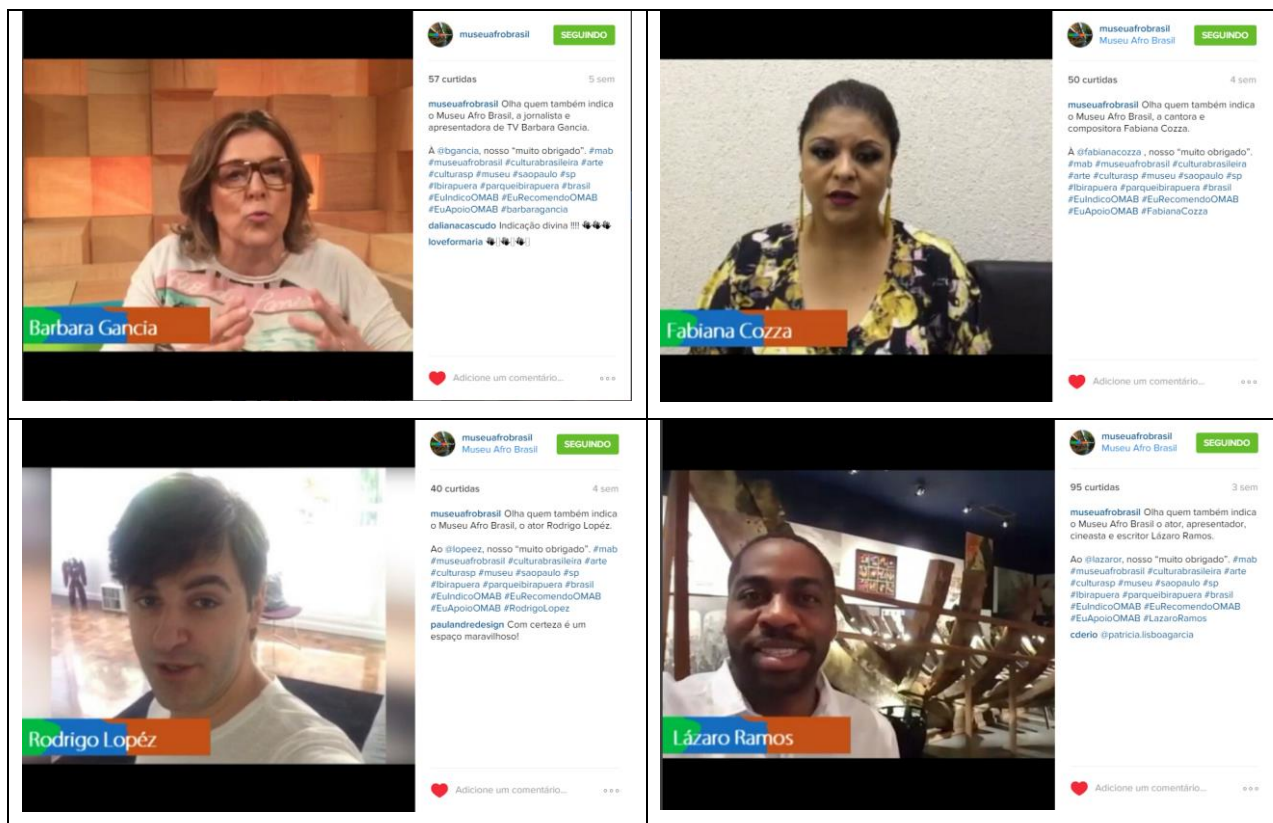 museuafrobrasil
SEGUINDO
57 curtidas
5 sem
museuafrobrasil Olha quem também indica
o Museu Afro Brasil, a jornalista e
apresentadora de TV Barbara Gancia.
À @bgancia, nosso “muito obrigado”. #mab
#museuafrobrasil #culturabrasileira #arte
#culturasp #museu #saopaulo #sp
#Ibirapuera #parqueibirapuera #brasil
#EuIndicoOMAB #EuRecomendoOMAB
#EuApoioOMAB #barbaragancia
dalianacascudo Indicação divina !!!!
loveformaria
Barbara Gancia
Adicione um comentário...
museuafrobrasil
Museu Afro Brasil
SEGUINDO
50 curtidas
4 sem
museuafrobrasil Olha quem também indica
o Museu Afro Brasil, a cantora e
compositora Fabiana Cozza.
À @fabianacozza , nosso “muito obrigado”.
#mab #museuafrobrasil #culturabrasileira
#arte #culturasp #museu #saopaulo #sp
#Ibirapuera #parqueibirapuera #brasil
#EuIndicoOMAB #EuRecomendoOMAB
#EuApoioOMAB #FabianaCozza
Fabiana Cozza
Adicione um comentário...
museuafrobrasil
Museu Afro Brasil
SEGUINDO
40 curtidas
4 sem
museuafrobrasil Olha quem também indica
o Museu Afro Brasil, o ator Rodrigo Lopéz.
Ao @lopeez, nosso “muito obrigado”. #mab
#museuafrobrasil #culturabrasileira #arte
#culturasp #museu #saopaulo #sp
#Ibirapuera #parqueibirapuera #brasil
#EuIndicoOMAB #EuRecomendoOMAB
#EuApoioOMAB #RodrigoLopez
paulandredesign Com certeza é um
espaço maravilhoso!
Rodrigo Lopéz
Adicione um comentário...
museuafrobrasil
Museu Afro Brasil
SEGUINDO
95 curtidas
3 sem
museuafrobrasil Olha quem também indica
o Museu Afro Brasil o ator, apresentador,
cineasta e escritor Lázaro Ramos.
Ao @lazaror, nosso “muito obrigado”. #mab
#museuafrobrasil #culturabrasileira #arte
#culturasp #museu #saopaulo #sp
#Ibirapuera #parqueibirapuera #brasil
#EuIndicoOMAB #EuRecomendoOMAB
#EuApoioOMAB #LazaroRamos
cderio @patricia.lisboagarcia
Lázaro Ramos
Adicione um comentário...